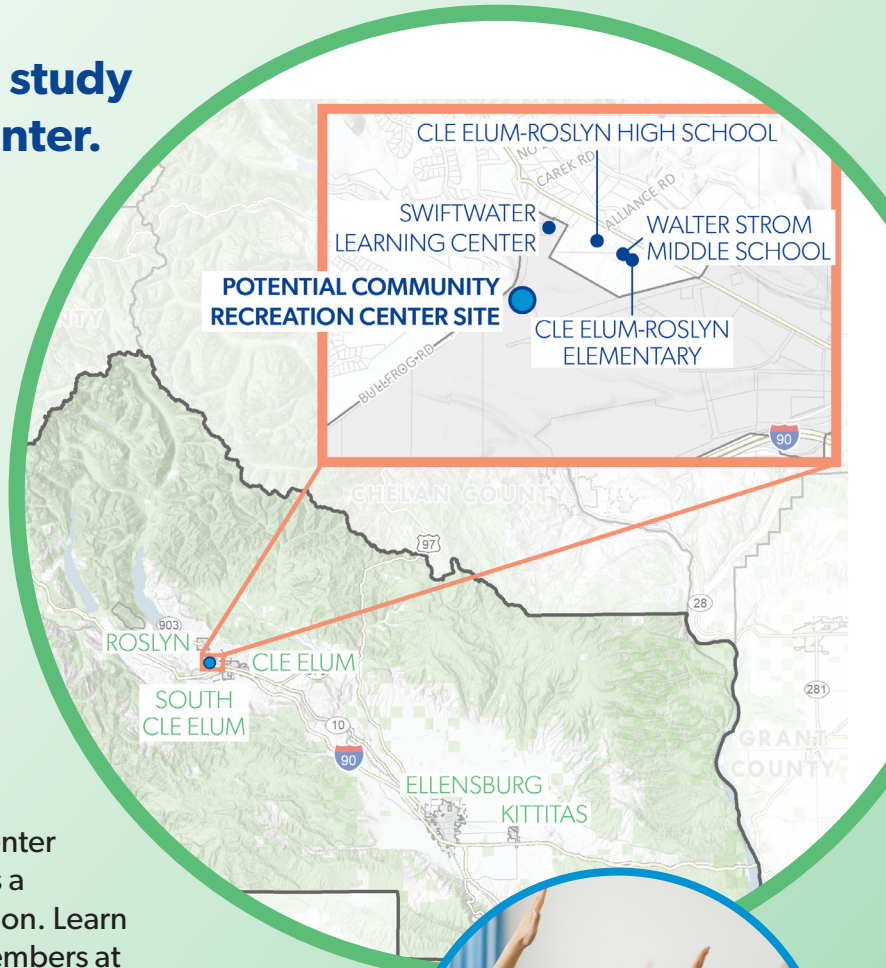 study
nter.
CLE ELUM-ROSLYN HIGH SCHOOL
CAREK RD
ALLIANCE RD
SWIFTWATER
LEARNING CENTER
WALTER STROM
MIDDLE SCHOOL
POTENTIAL COMMUNITY
RECREATION CENTER SITE
CLE ELUM-ROSLYN
ELEMENTARY
BULLFROG RD
90
CHELAN COUNTY
97
28
903
ROSLYN
CLE ELUM
SOUTH
CLE ELUM
281
10
90
GRANT
COUNTY
ELLENSBURG
KITTITAS
nter
s a
on. Learn
embers at